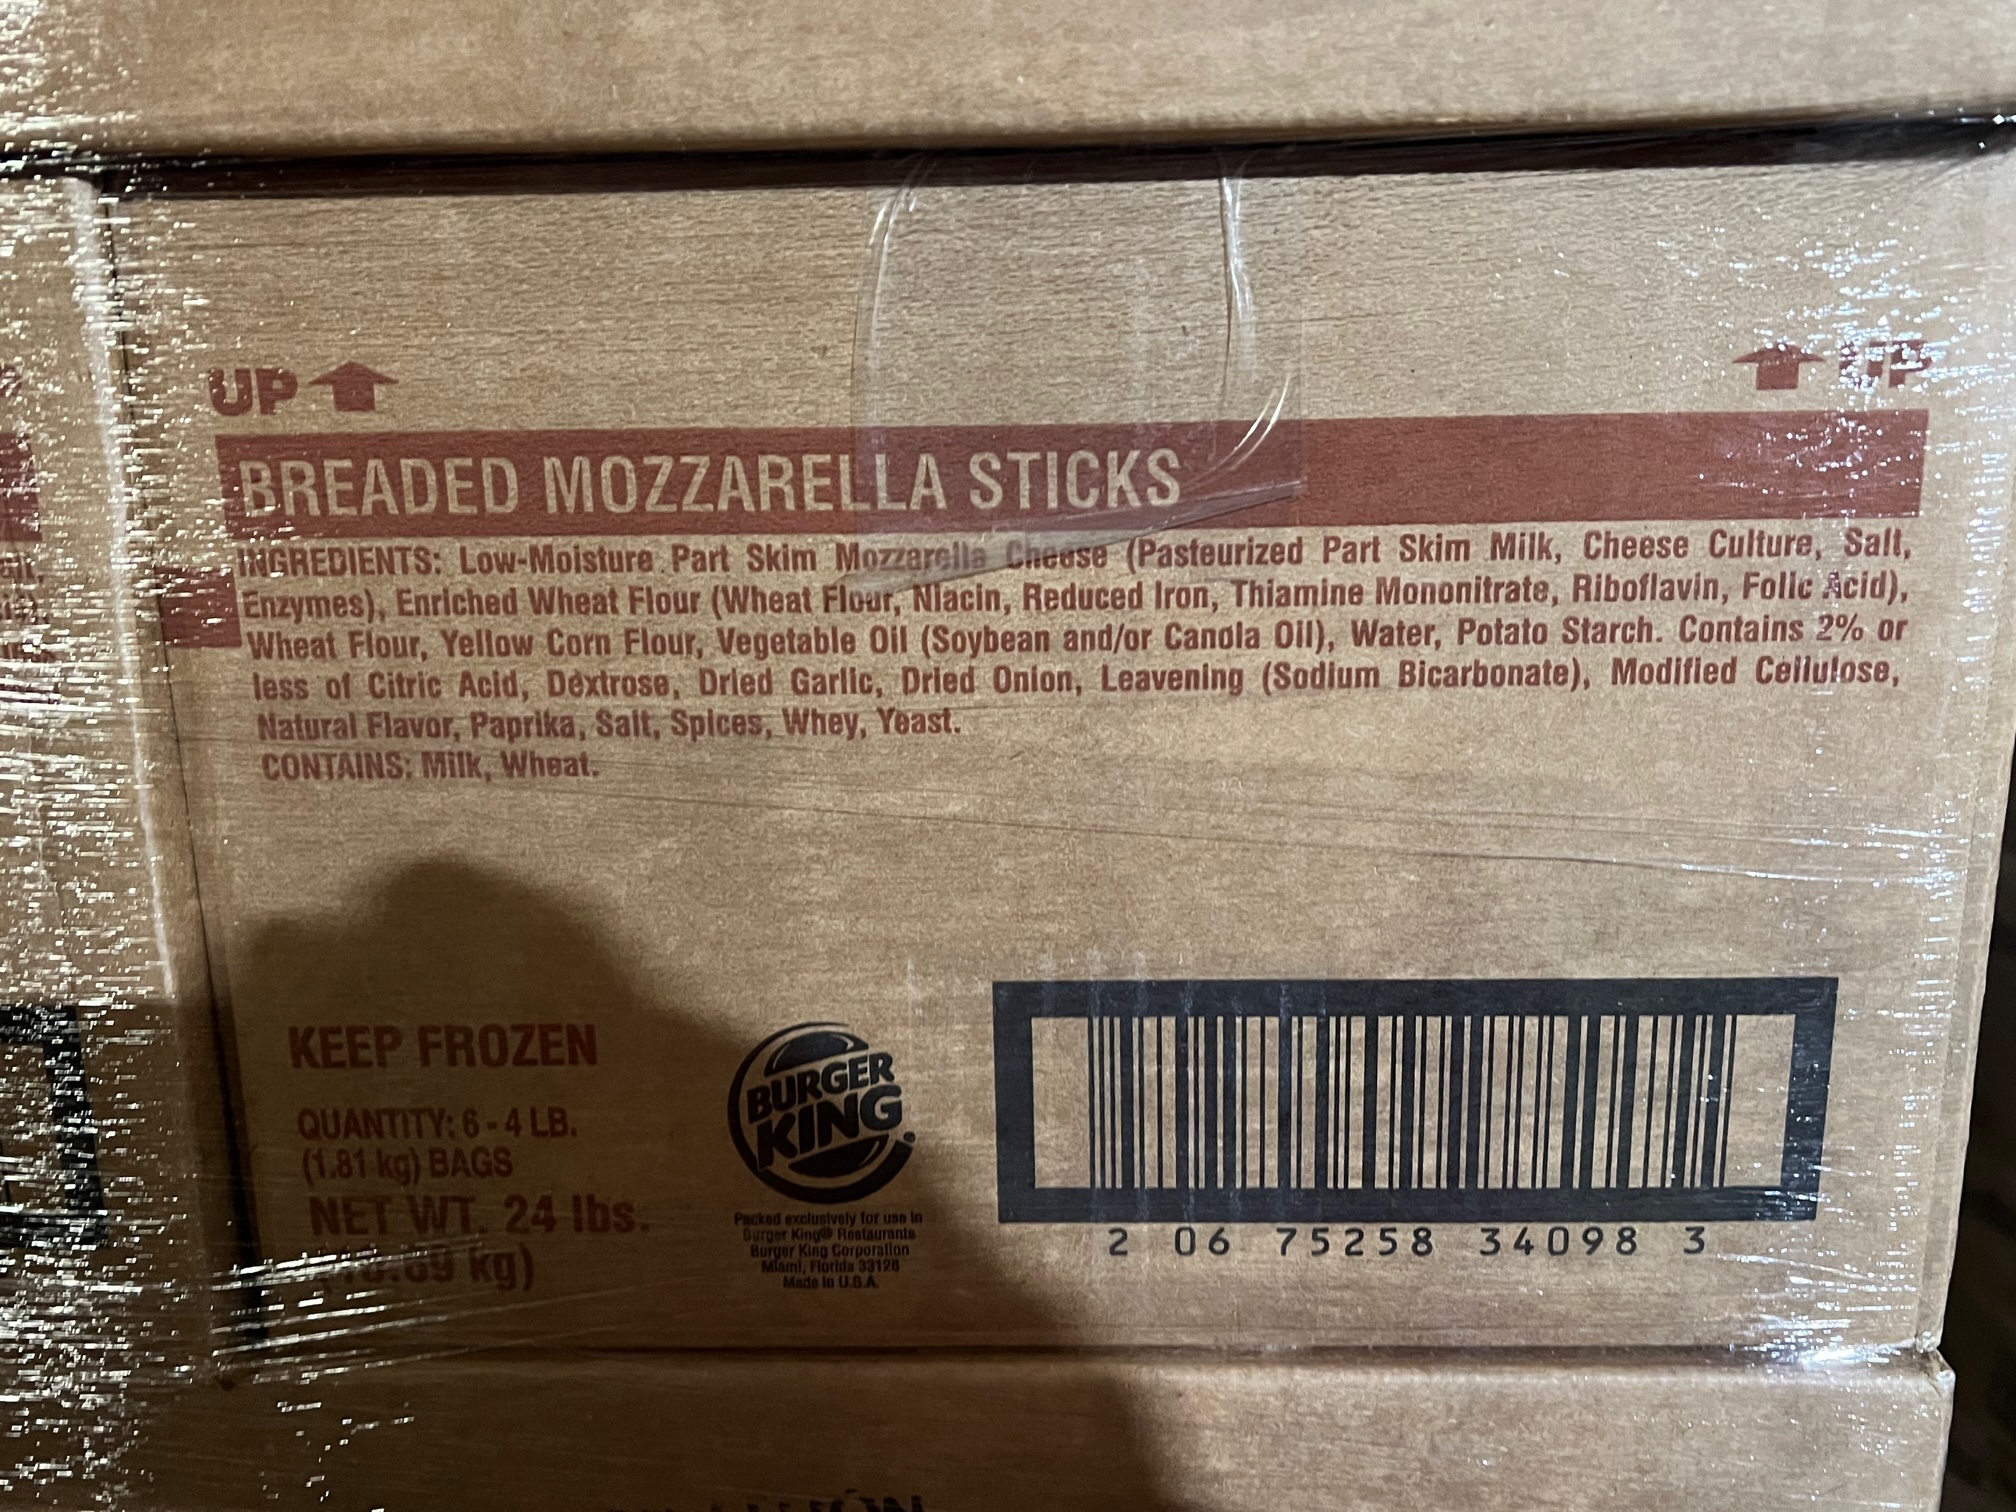 UP UP
BREADED MOZZARELLA STICKS
INGREDIENTS: Low-Moisture Part Skim Mozzarella Cheese (Pasteurized Part Skim Milk, Cheese Culture, Salt,
Enzymes), Enriched Wheat Flour (Wheat Flour, Niacin, Reduced Iron, Thiamine Mononitrate, Riboflavin, Folic Acid),
Wheat Flour, Yellow Corn Flour, Vegetable Oil (Soybean and/or Canola Oil), Water, Potato Starch. Contains 2% or
less of Citric Acid, Dextrose, Dried Garlic, Dried Onion, Leavening (Sodium Bicarbonate), Modified Cellulose,
Natural Flavor, Paprika, Salt, Spices, Whey, Yeast.
CONTAINS: Milk, Wheat.
KEEP FROZEN
QUANTITY: 6 - 4 LB.
(1.81 kg) BAGS
NET WT. 24 lbs.
kg)
BURGER
KING®
Packed exclusively for use in
Burger King® Restaurants
Burger King Corporation
Miami, Florida 33126
Made in U.S.A.
2 06 75258 34098 3